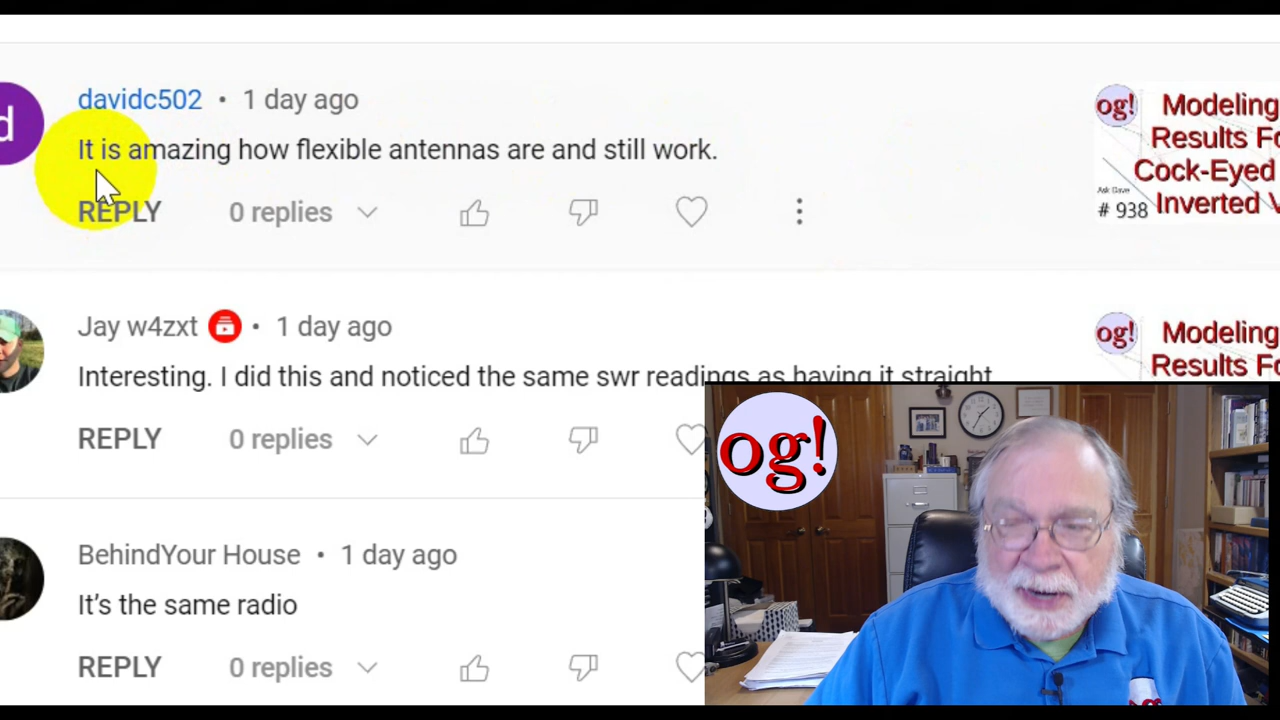 d
davidc502 • 1 day ago
It is amazing how flexible antennas are and still work.
REPLY 0 replies
og! Modeling
Results Fo
Cock-Eyed
Ask Dave
# 938 Inverted V
Jay w4zxt • 1 day ago
Interesting. I did this and noticed the same swr readings as having it straight
REPLY 0 replies
og! Modeling
Results Fo
og!
BehindYour House • 1 day ago
It's the same radio
REPLY 0 replies